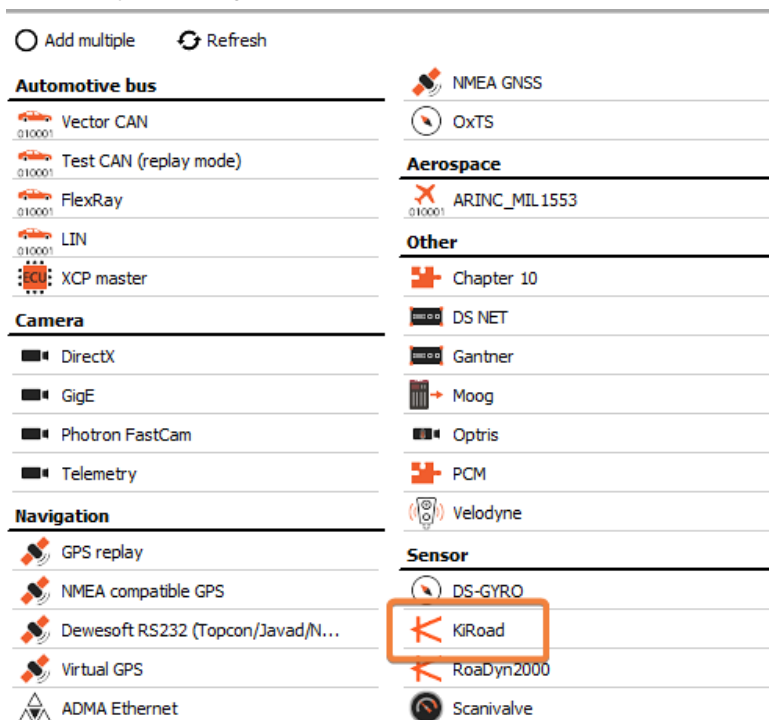 Add multiple
Refresh
Automotive bus
010001
Vector CAN
010001
Test CAN (replay mode)
010001
FlexRay
010001
LIN
ECU
XCP master
Camera
DirectX
GigE
Photron FastCam
Telemetry
Navigation
GPS replay
NMEA compatible GPS
Dewesoft RS232 (Topcon/Javad/N...
Virtual GPS
ADMA Ethernet
NMEA GNSS
OxTS
Aerospace
010001
ARINC_MIL1553
Other
Chapter 10
DS NET
Gantner
Moog
Optris
PCM
Velodyne
Sensor
DS-GYRO
KiRoad
RoaDyn2000
Scanivalve